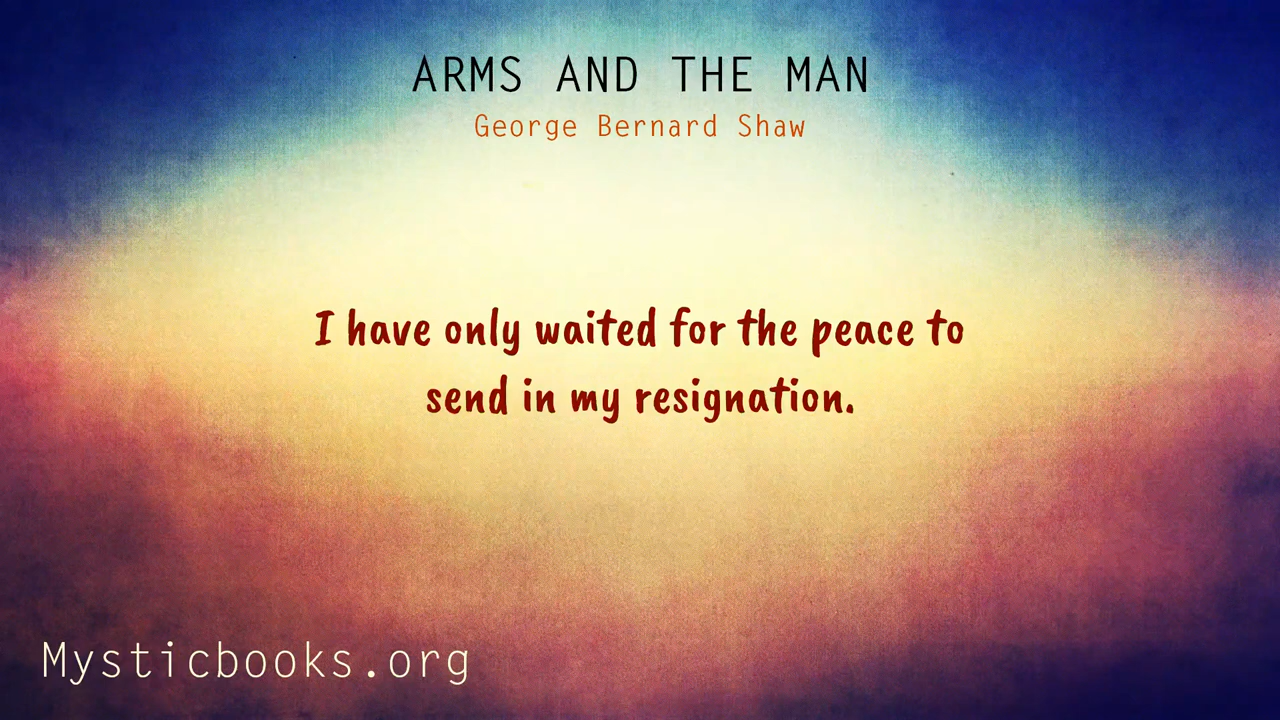 ARMS AND THE MAN
George Bernard Shaw
I have only waited for the peace to
send in my resignation.
Mysticbooks.org